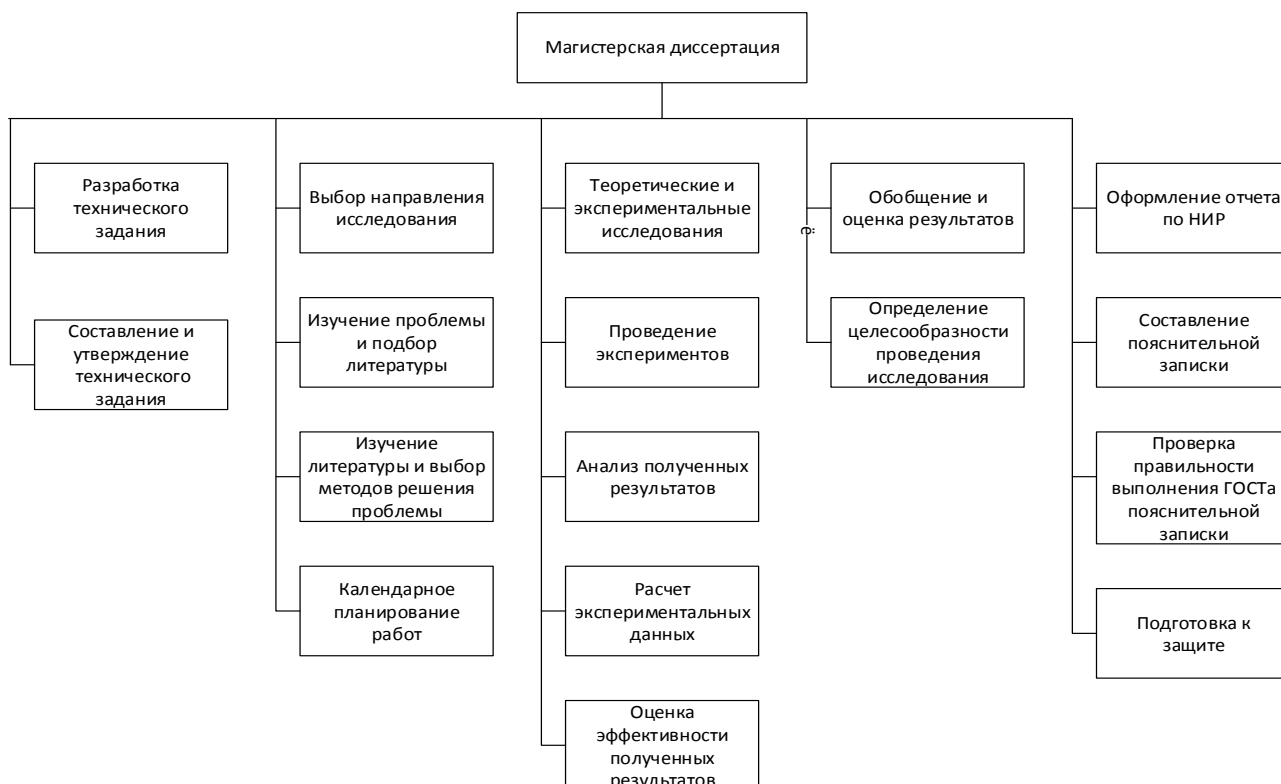 Магистерская диссертация
Разработка
технического
задания
Составление и
утверждение
технического
задания
Выбор направления
исследования
Изучение проблемы
и подбор
литературы
Изучение
литературы и выбор
методов решения
проблемы
Календарное
планирование
работ
Теоретические и
экспериментальные
исследования
Проведение
экспериментов
Анализ полученных
результатов
Расчет
экспериментальных
данных
Оценка
эффективности
полученных
результатов
ё
Обобщение и
оценка результатов
Определение
целесообразности
проведения
исследования
Оформление отчета
по НИР
Составление
пояснительной
записки
Проверка
правильности
выполнения ГОСТа
пояснительной
записки
Подготовка к
защите